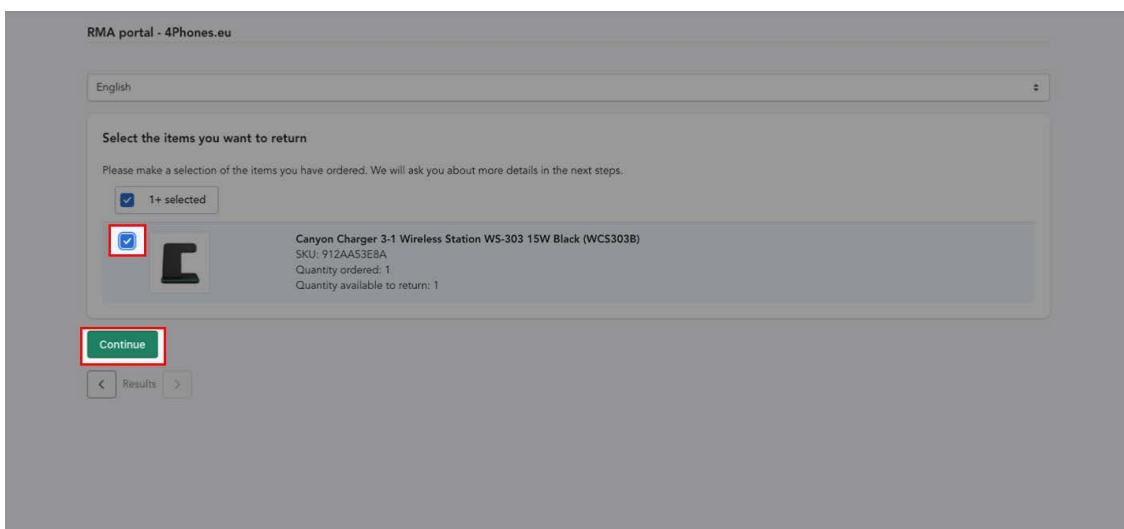 RMA portal - 4Phones.eu
English
Select the items you want to return
Please make a selection of the items you have ordered. We will ask you about more details in the next steps.
1+ selected
Canyon Charger 3-1 Wireless Station WS-303 15W Black (WCS303B)
SKU: 912AA53E8A
Quantity ordered: 1
Quantity available to return: 1
Continue
Results